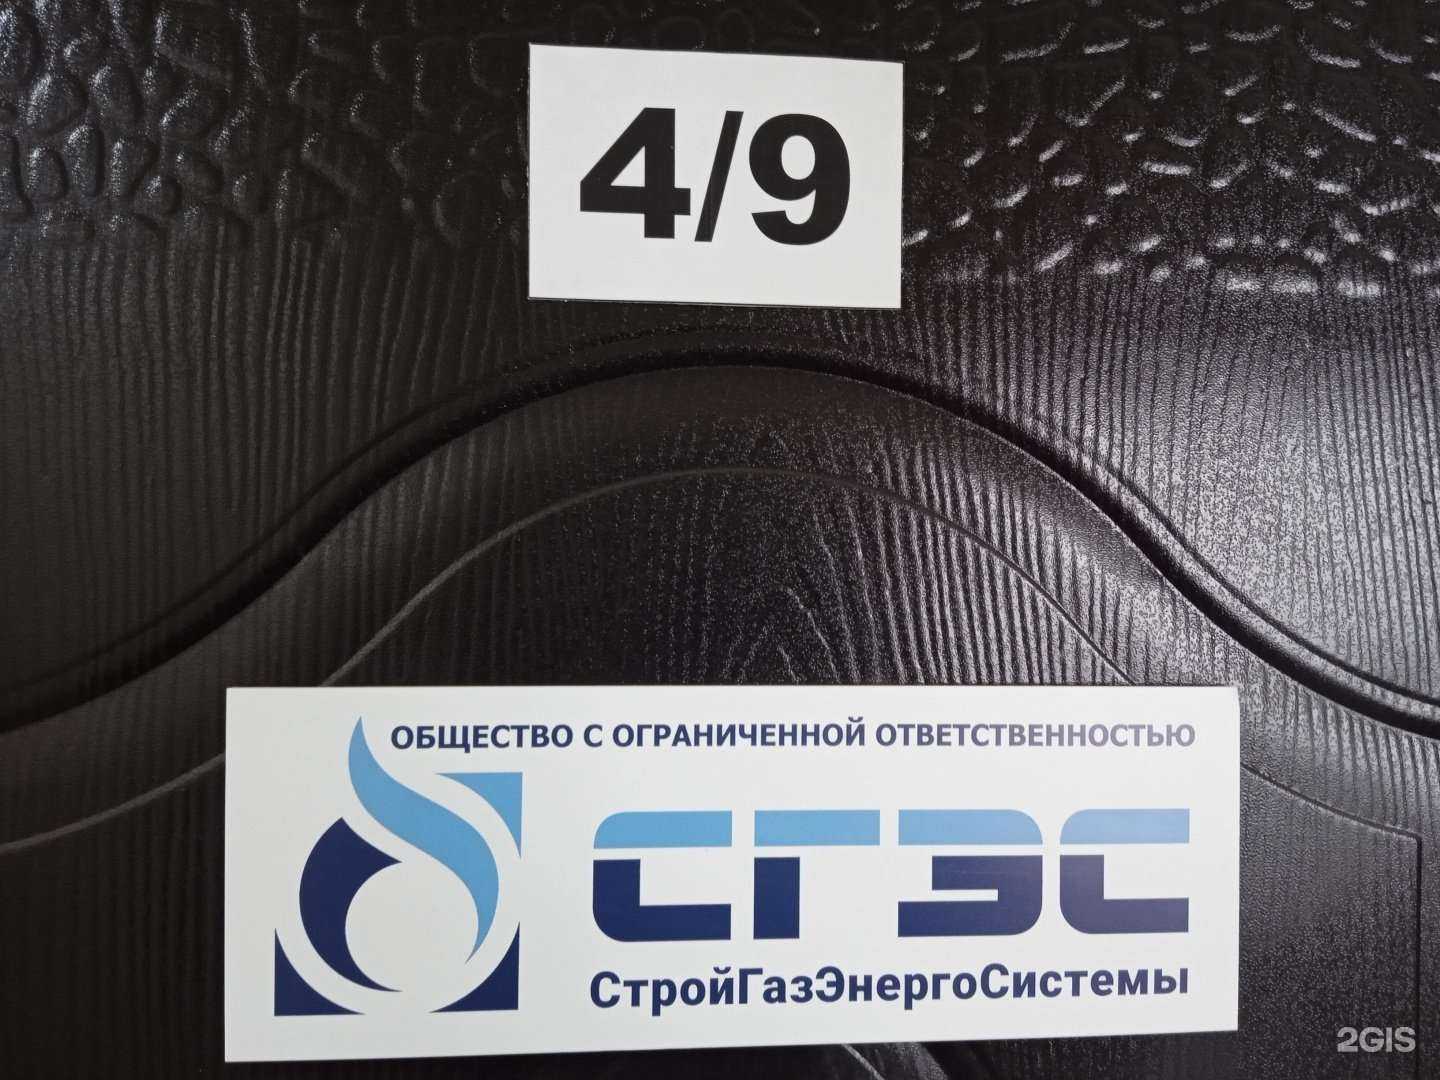 4/9
ОБЩЕСТВО С ОГРАНИЧЕННОЙ ОТВЕТСТВЕННОСТЬЮ
СГЭС
СтройГазЭнергоСистемы
2GIS